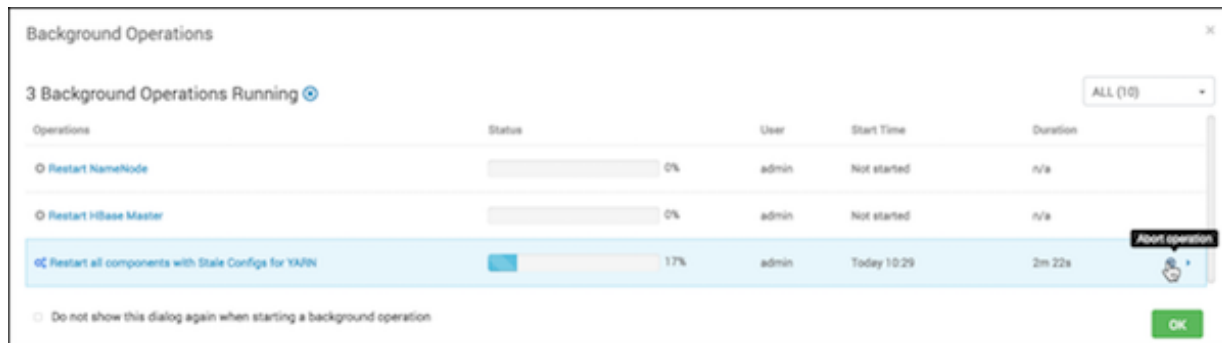 Background Operations
3 Background Operations Running
ALL (10)
Operations Status User Start Time Duration
Restart NameNode 0% admin Not started n/a
Restart HBase Master 0% admin Not started n/a
Abort operation
Restart all components with Stale Configs for YARN 17% admin Today 10:29 2m 22s
Do not show this dialog again when starting a background operation
OK